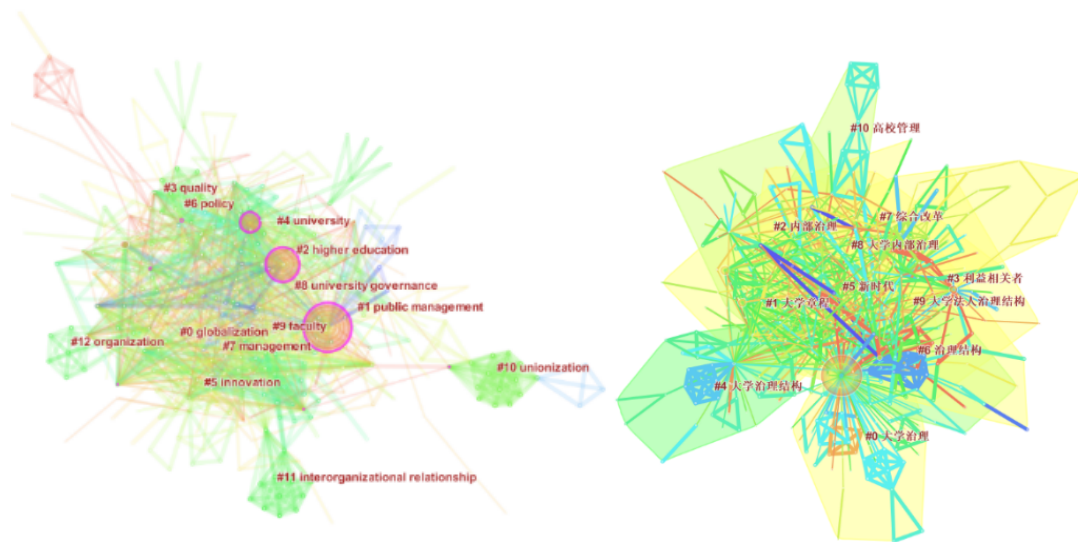 #3 quality
#6 policy
#4 university
#2 higher education
#8 university governance
#1 public management
#0 globalization
#9 faculty
#7 management
#12 organization
#5 innovation
#10 unionization
#11 interorganizational relationship
#10 高校管理
#7 综合改革
#2 内部治理
#8 大学内部治理
#3 利益相关者
#5 新时代
#1 大学章程
#9 大学法人治理结构
#6 治理结构
#4 大学治理结构
#0 大学治理